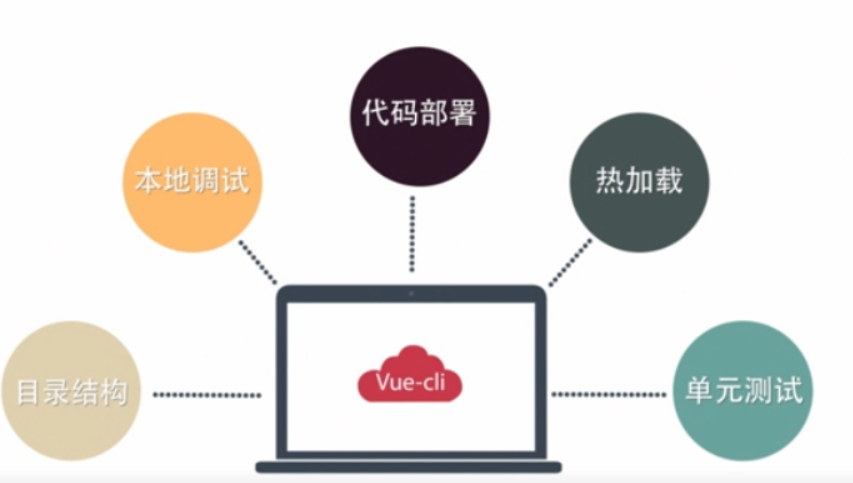 代码部署
本地调试
热加载
Vue-cli
目录结构
单元测试